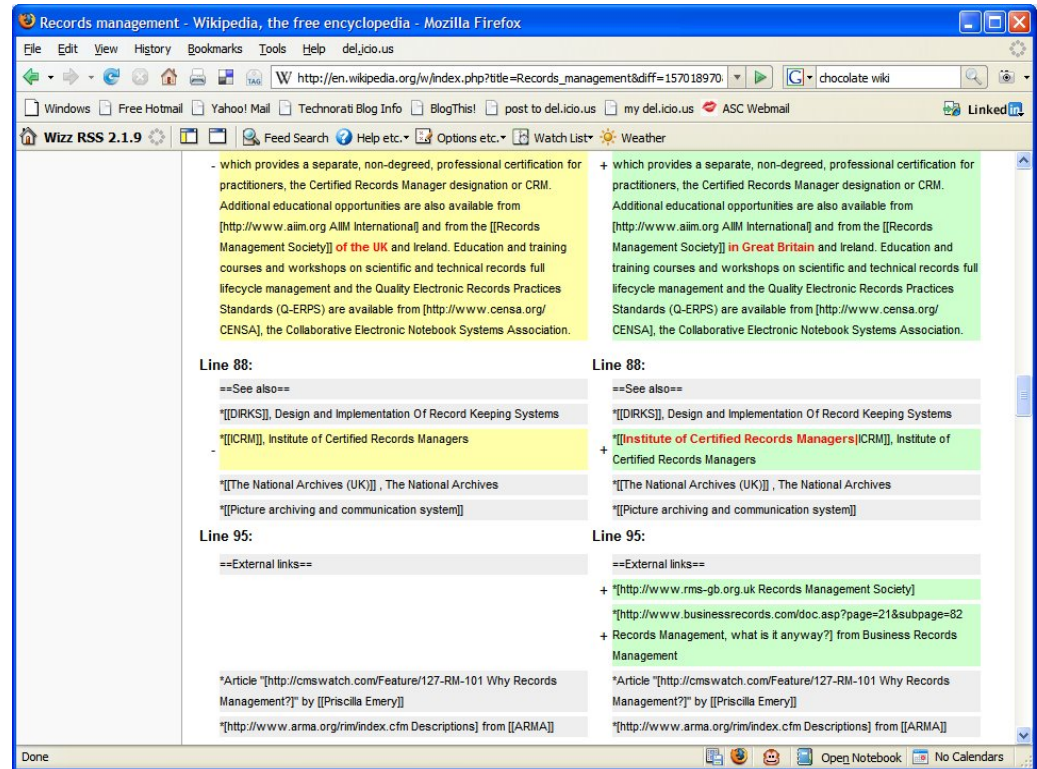 Records management - Wikipedia, the free encyclopedia - Mozilla Firefox
File Edit View History Bookmarks Tools Help del.icio.us
TAG W http://en.wikipedia.org/w/index.php?title=Records_management&diff=157018970 G chocolate wiki
Windows Free Hotmail Yahoo! Mail Technorati Blog Info BlogThis! post to del.icio.us my del.icio.us ASC Webmail Linked in
Wizz RSS 2.1.9 Feed Search Help etc. Options etc. Watch List Weather
- which provides a separate, non-degreed, professional certification for
practitioners, the Certified Records Manager designation or CRM.
Additional educational opportunities are also available from
[http://www.aiim.org AIIM International] and from the [[Records
Management Society]] of the UK and Ireland. Education and training
courses and workshops on scientific and technical records full
lifecycle management and the Quality Electronic Records Practices
Standards (Q-ERPS) are available from [http://www.censa.org/
CENSA], the Collaborative Electronic Notebook Systems Association.
+ which provides a separate, non-degreed, professional certification for
practitioners, the Certified Records Manager designation or CRM.
Additional educational opportunities are also available from
[http://www.aiim.org AIIM International] and from the [[Records
Management Society]] in Great Britain and Ireland. Education and
training courses and workshops on scientific and technical records full
lifecycle management and the Quality Electronic Records Practices
Standards (Q-ERPS) are available from [http://www.censa.org/
CENSA], the Collaborative Electronic Notebook Systems Association.
Line 88:
Line 88:
==See also==
==See also==
*[[DIRKS]], Design and Implementation Of Record Keeping Systems
*[[DIRKS]], Design and Implementation Of Record Keeping Systems
- *[[ICRM]], Institute of Certified Records Managers
+ *[[Institute of Certified Records Managers|ICRM]], Institute of
Certified Records Managers
*[[The National Archives (UK)]] , The National Archives
*[[The National Archives (UK)]] , The National Archives
*[[Picture archiving and communication system]]
*[[Picture archiving and communication system]]
Line 95:
Line 95:
==External links==
==External links==
+ *[http://www.rms-gb.org.uk Records Management Society]
*[http://www.businessrecords.com/doc.asp?page=21&subpage=82
+ Records Management, what is it anyway?] from Business Records
Management
*Article "[http://cmswatch.com/Feature/127-RM-101 Why Records
Management?]" by [[Priscilla Emery]]
*Article "[http://cmswatch.com/Feature/127-RM-101 Why Records
Management?]" by [[Priscilla Emery]]
*[http://www.arma.org/rim/index.cfm Descriptions] from [[ARMA]]
*[http://www.arma.org/rim/index.cfm Descriptions] from [[ARMA]]
Done Open Notebook No Calendars